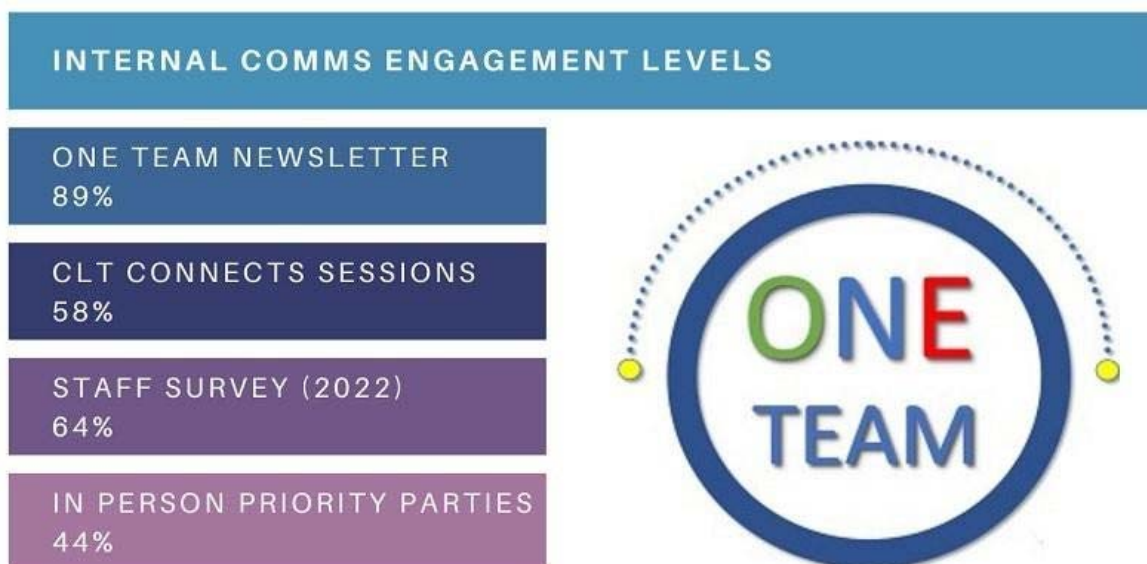 INTERNAL COMMS ENGAGEMENT LEVELS
ONE TEAM NEWSLETTER
89%
CLT CONNECTS SESSIONS
58%
STAFF SURVEY (2022)
64%
IN PERSON PRIORITY PARTIES
44%
ONE
TEAM